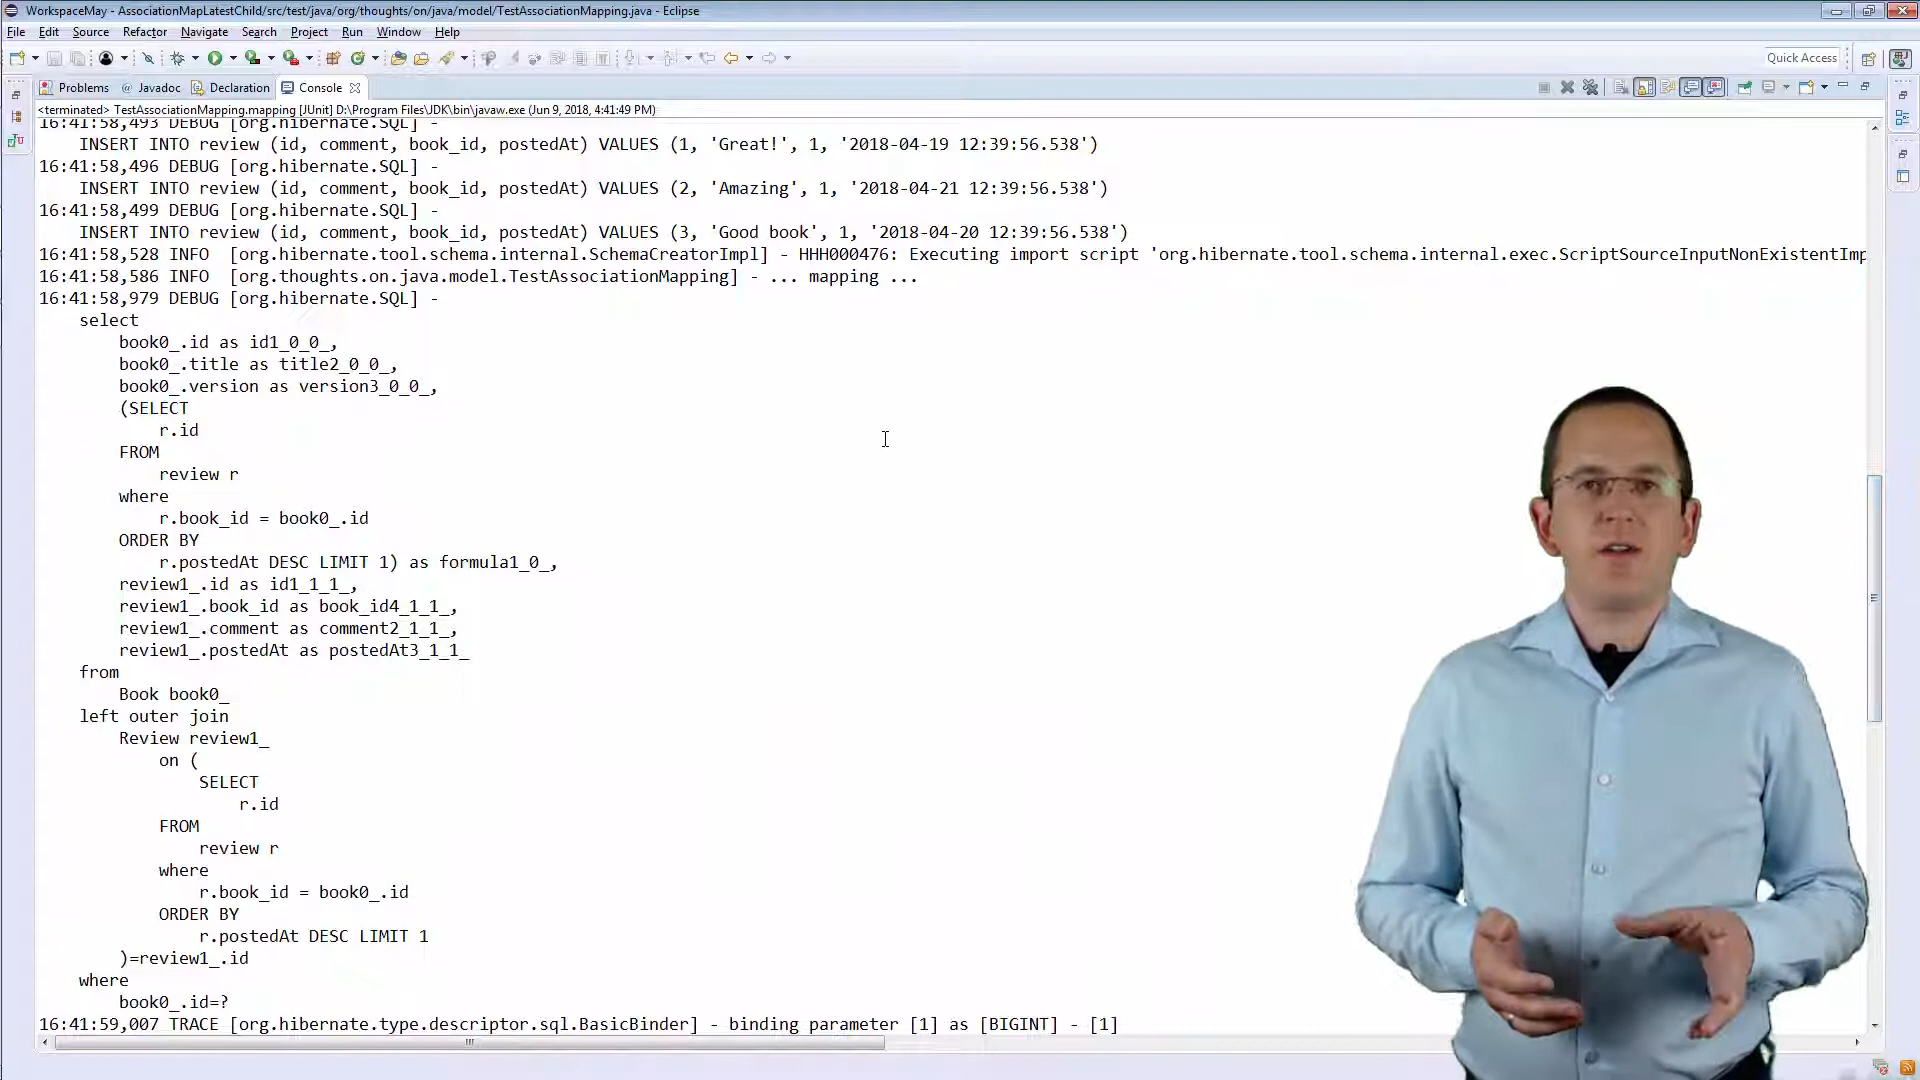 WorkspaceMay - AssociationMapLatestChild/src/test/java/org/thoughts/on/java/model/TestAssociationMapping.java - Eclipse
File Edit Source Refactor Navigate Search Project Run Window Help
Quick Access
Problems @ Javadoc Declaration Console
<terminated> TestAssociationMapping.mapping [JUnit] D:\Program Files\JDK\bin\javaw.exe (Jun 9, 2018, 4:41:49 PM)
16:41:58,493 DEBUG [org.hibernate.SQL] -
INSERT INTO review (id, comment, book_id, postedAt) VALUES (1, 'Great!', 1, '2018-04-19 12:39:56.538')
16:41:58,496 DEBUG [org.hibernate.SQL] -
INSERT INTO review (id, comment, book_id, postedAt) VALUES (2, 'Amazing', 1, '2018-04-21 12:39:56.538')
16:41:58,499 DEBUG [org.hibernate.SQL] -
INSERT INTO review (id, comment, book_id, postedAt) VALUES (3, 'Good book', 1, '2018-04-20 12:39:56.538')
16:41:58,528 INFO [org.hibernate.tool.schema.internal.SchemaCreatorImpl] - HHH000476: Executing import script 'org.hibernate.tool.schema.internal.exec.ScriptSourceInputNonExistentImp
16:41:58,586 INFO [org.thoughts.on.java.model.TestAssociationMapping] - ... mapping ...
16:41:58,979 DEBUG [org.hibernate.SQL] -
select
book0_.id as id1_0_0_,
book0_.title as title2_0_0_,
book0_.version as version3_0_0_,
(SELECT
r.id
FROM
review r
where
r.book_id = book0_.id
ORDER BY
r.postedAt DESC LIMIT 1) as formula1_0_,
review1_.id as id1_1_1_,
review1_.book_id as book_id4_1_1_,
review1_.comment as comment2_1_1_,
review1_.postedAt as postedAt3_1_1_
from
Book book0_
left outer join
Review review1_
on (
SELECT
r.id
FROM
review r
where
r.book_id = book0_.id
ORDER BY
r.postedAt DESC LIMIT 1
)=review1_.id
where
book0_.id=?
16:41:59,007 TRACE [org.hibernate.type.descriptor.sql.BasicBinder] - binding parameter [1] as [BIGINT] - [1]